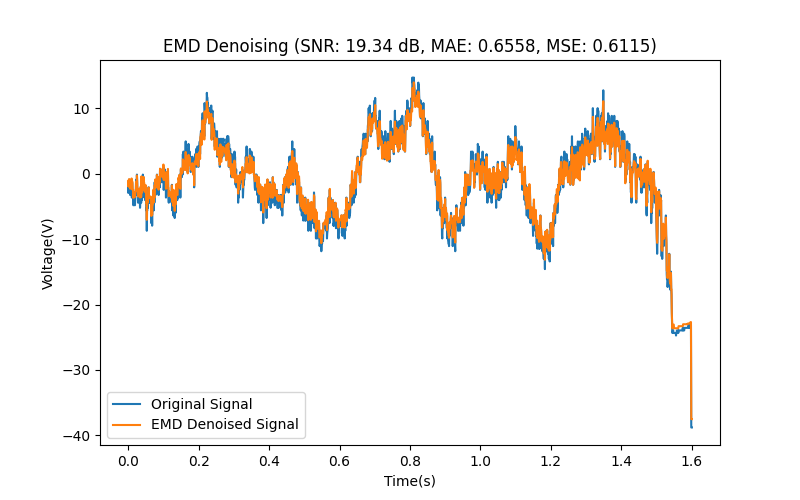 EMD Denoising (SNR: 19.34 dB, MAE: 0.6558, MSE: 0.6115)
10
0
−10
−20
−30
−40
Voltage(V)
Original Signal
EMD Denoised Signal
0.0 0.2 0.4 0.6 0.8 1.0 1.2 1.4 1.6
Time(s)